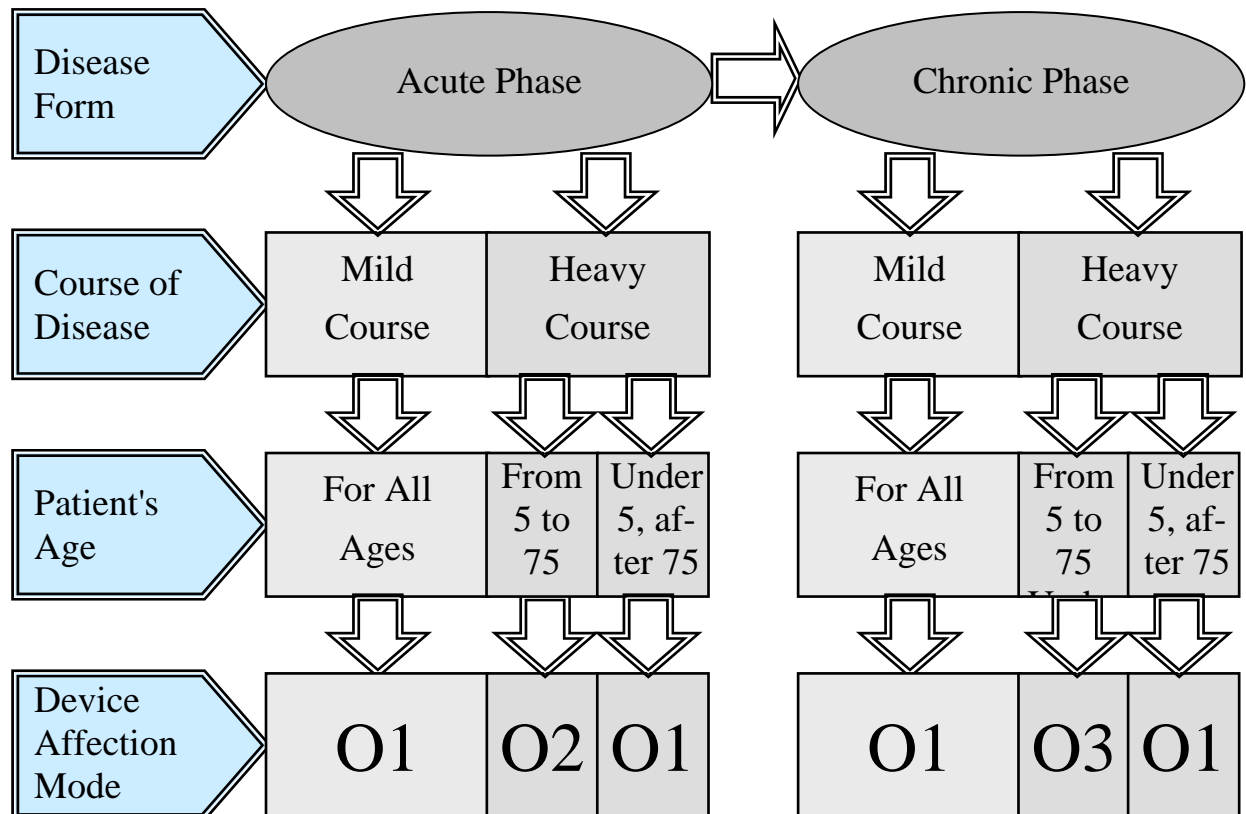 Disease
Form
Acute Phase
Chronic Phase
Course of
Disease
Mild
Course
Heavy
Course
Mild
Course
Heavy
Course
Patient's
Age
For All
Ages
From
5 to
75
Under
5, af-
ter 75
For All
Ages
From
5 to
75
Under
5, af-
ter 75
Device
Affection
Mode
O1
O2
O1
O1
O3
O1